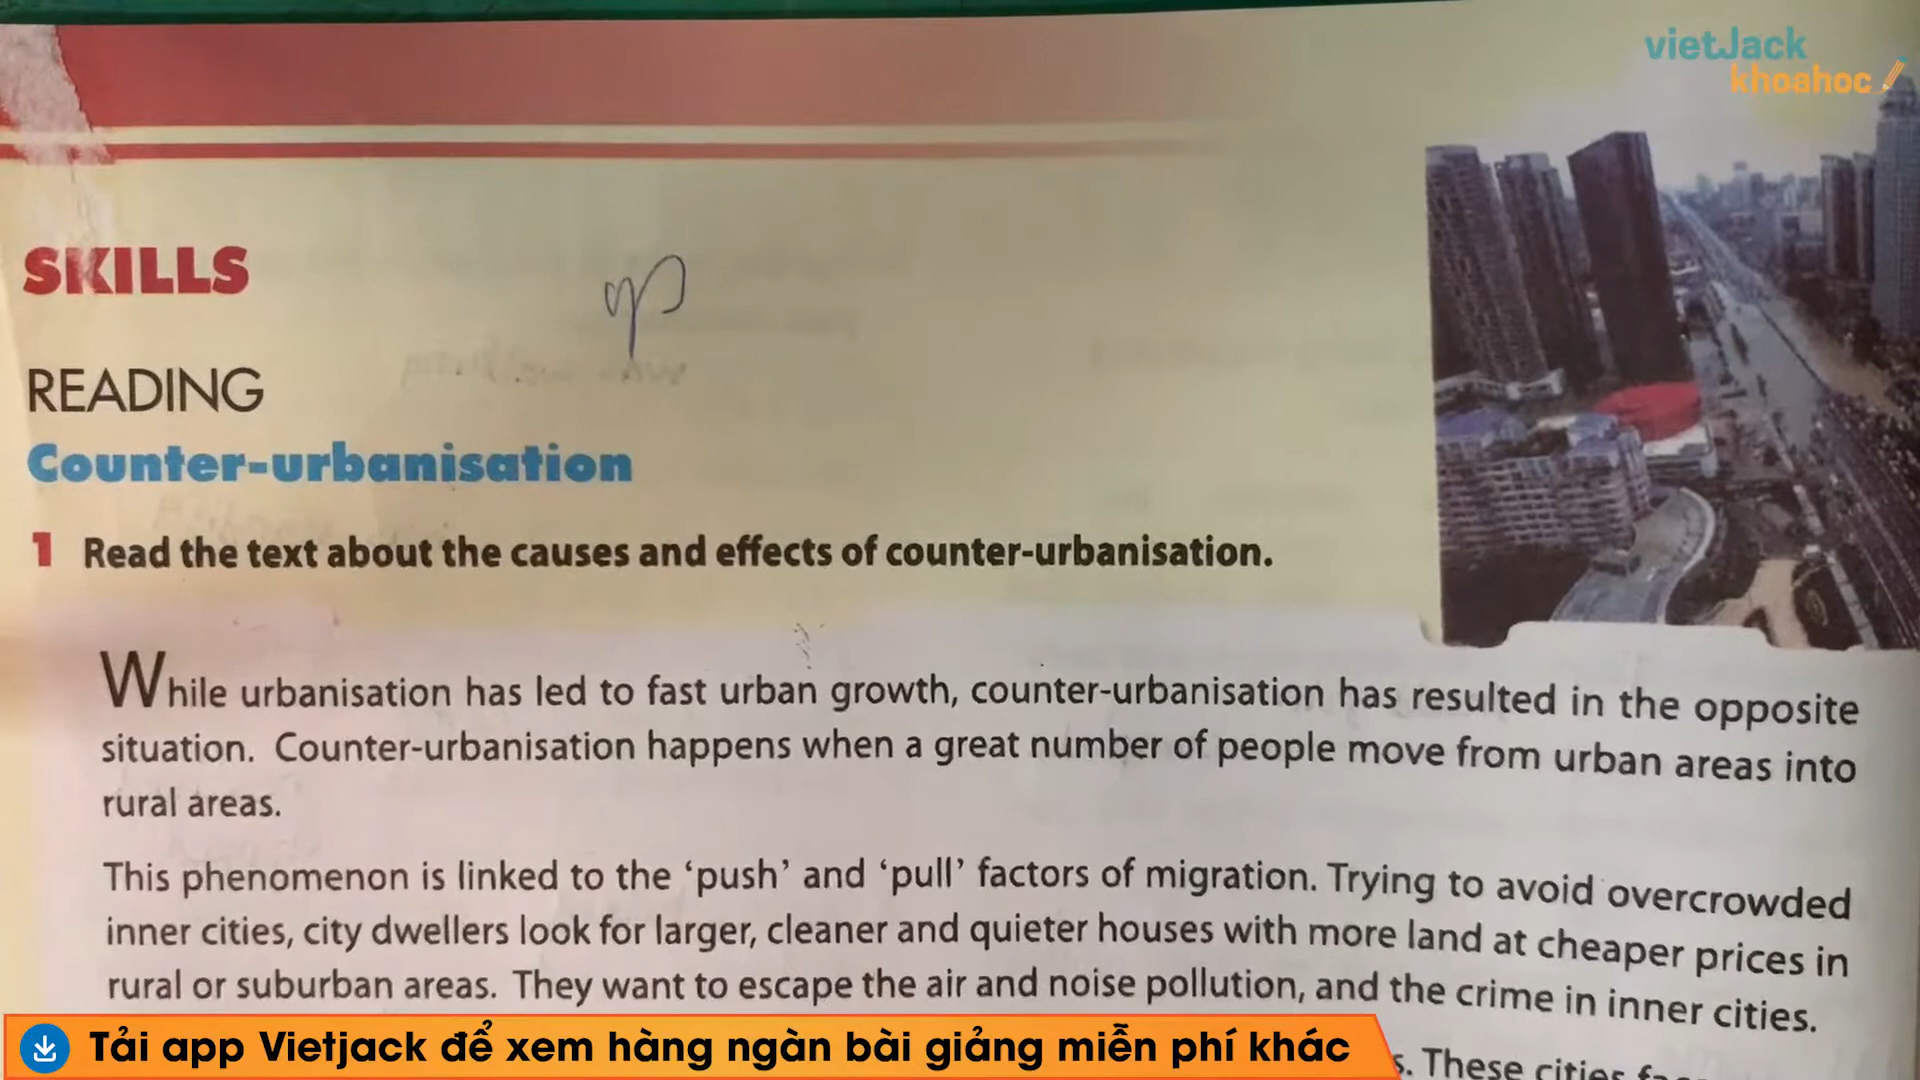 vietJack
khoahoc
SKILLS
READING
Counter-urbanisation
1 Read the text about the causes and effects of counter-urbanisation.
While urbanisation has led to fast urban growth, counter-urbanisation has resulted in the opposite
situation. Counter-urbanisation happens when a great number of people move from urban areas into
rural areas.
This phenomenon is linked to the ‘push’ and ‘pull’ factors of migration. Trying to avoid overcrowded
inner cities, city dwellers look for larger, cleaner and quieter houses with more land at cheaper prices in
rural or suburban areas. They want to escape the air and noise pollution, and the crime in inner cities.
These cities
Tải app Vietjack để xem hàng ngàn bài giảng miễn phí khác